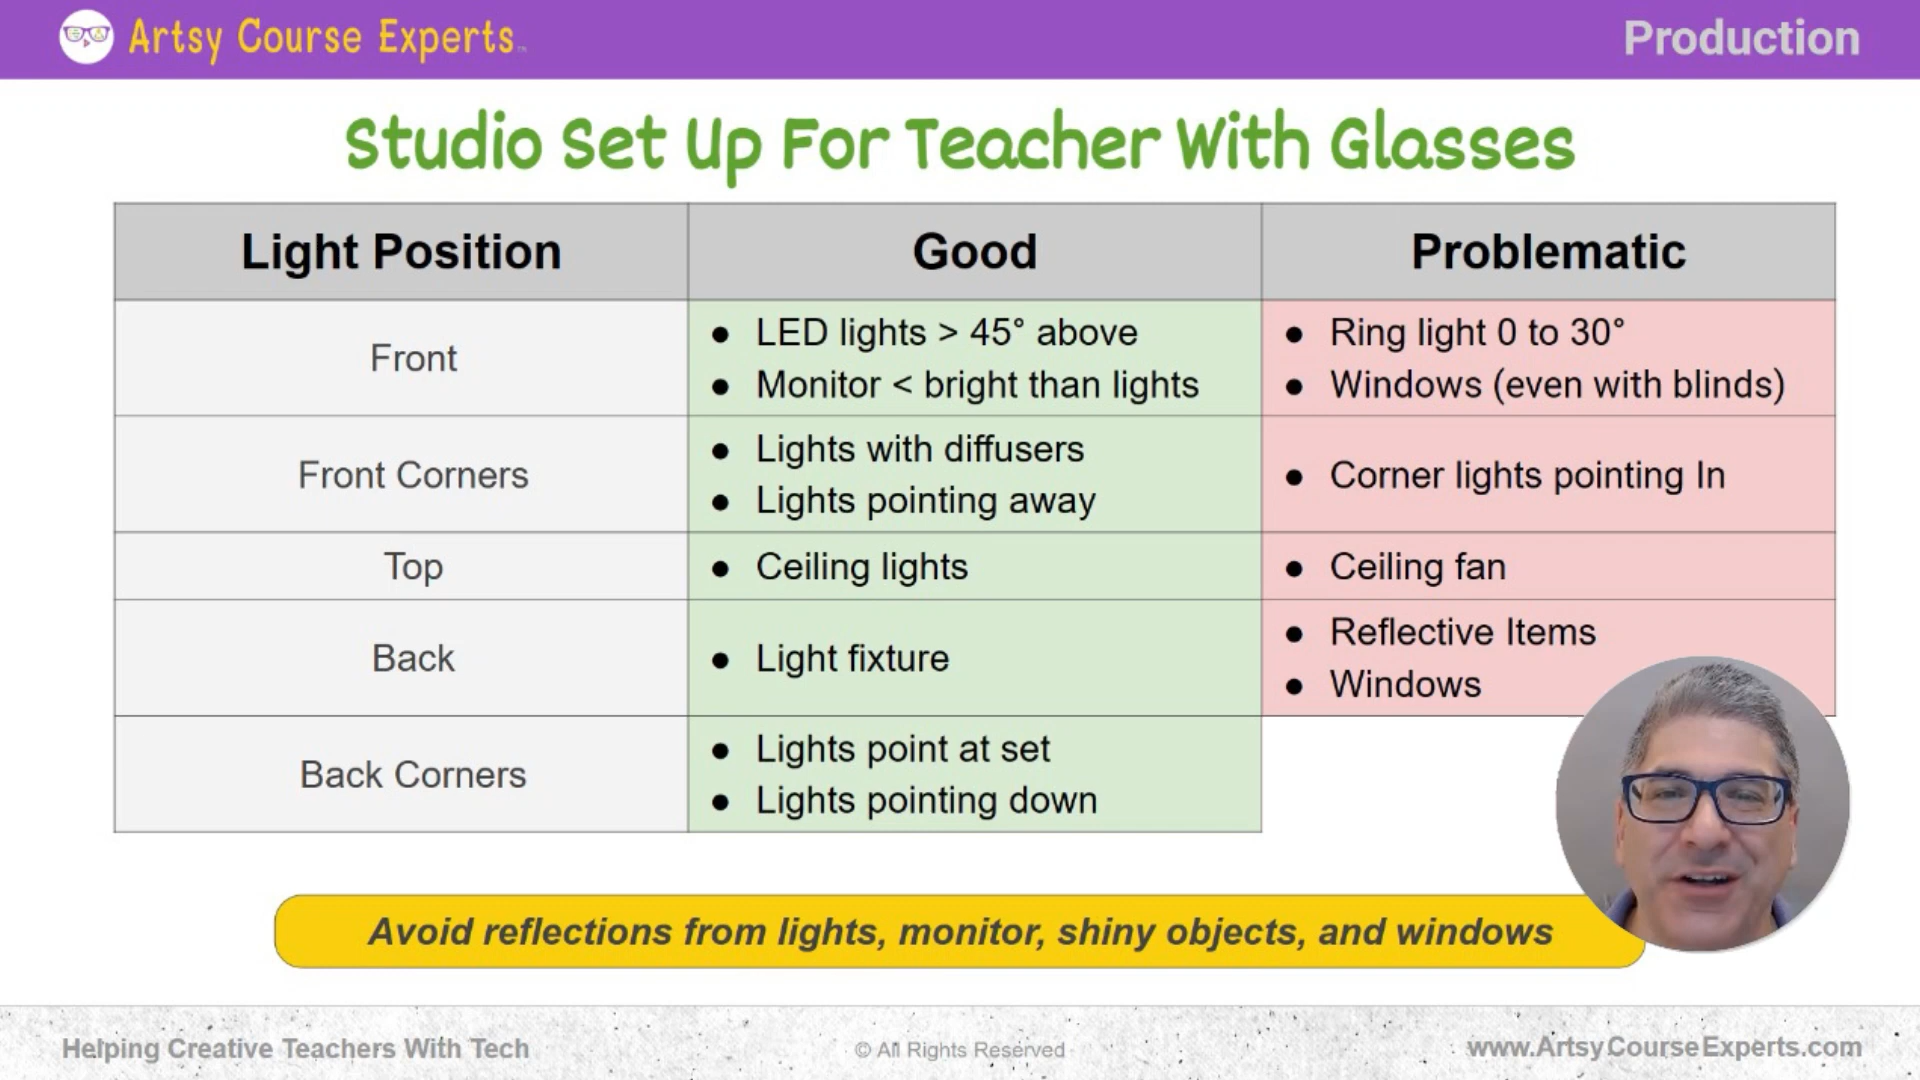 Artsy Course Experts
Production
Studio Set Up For Teacher With Glasses
Light Position
Good
Problematic
Front
● LED lights > 45° above
● Monitor < bright than lights
● Ring light 0 to 30°
● Windows (even with blinds)
Front Corners
● Lights with diffusers
● Lights pointing away
● Corner lights pointing In
Top
● Ceiling lights
● Ceiling fan
Back
● Light fixture
● Reflective Items
● Windows
Back Corners
● Lights point at set
● Lights pointing down
Avoid reflections from lights, monitor, shiny objects, and windows
Helping Creative Teachers With Tech
© All Rights Reserved
www.ArtsyCourseExperts.com